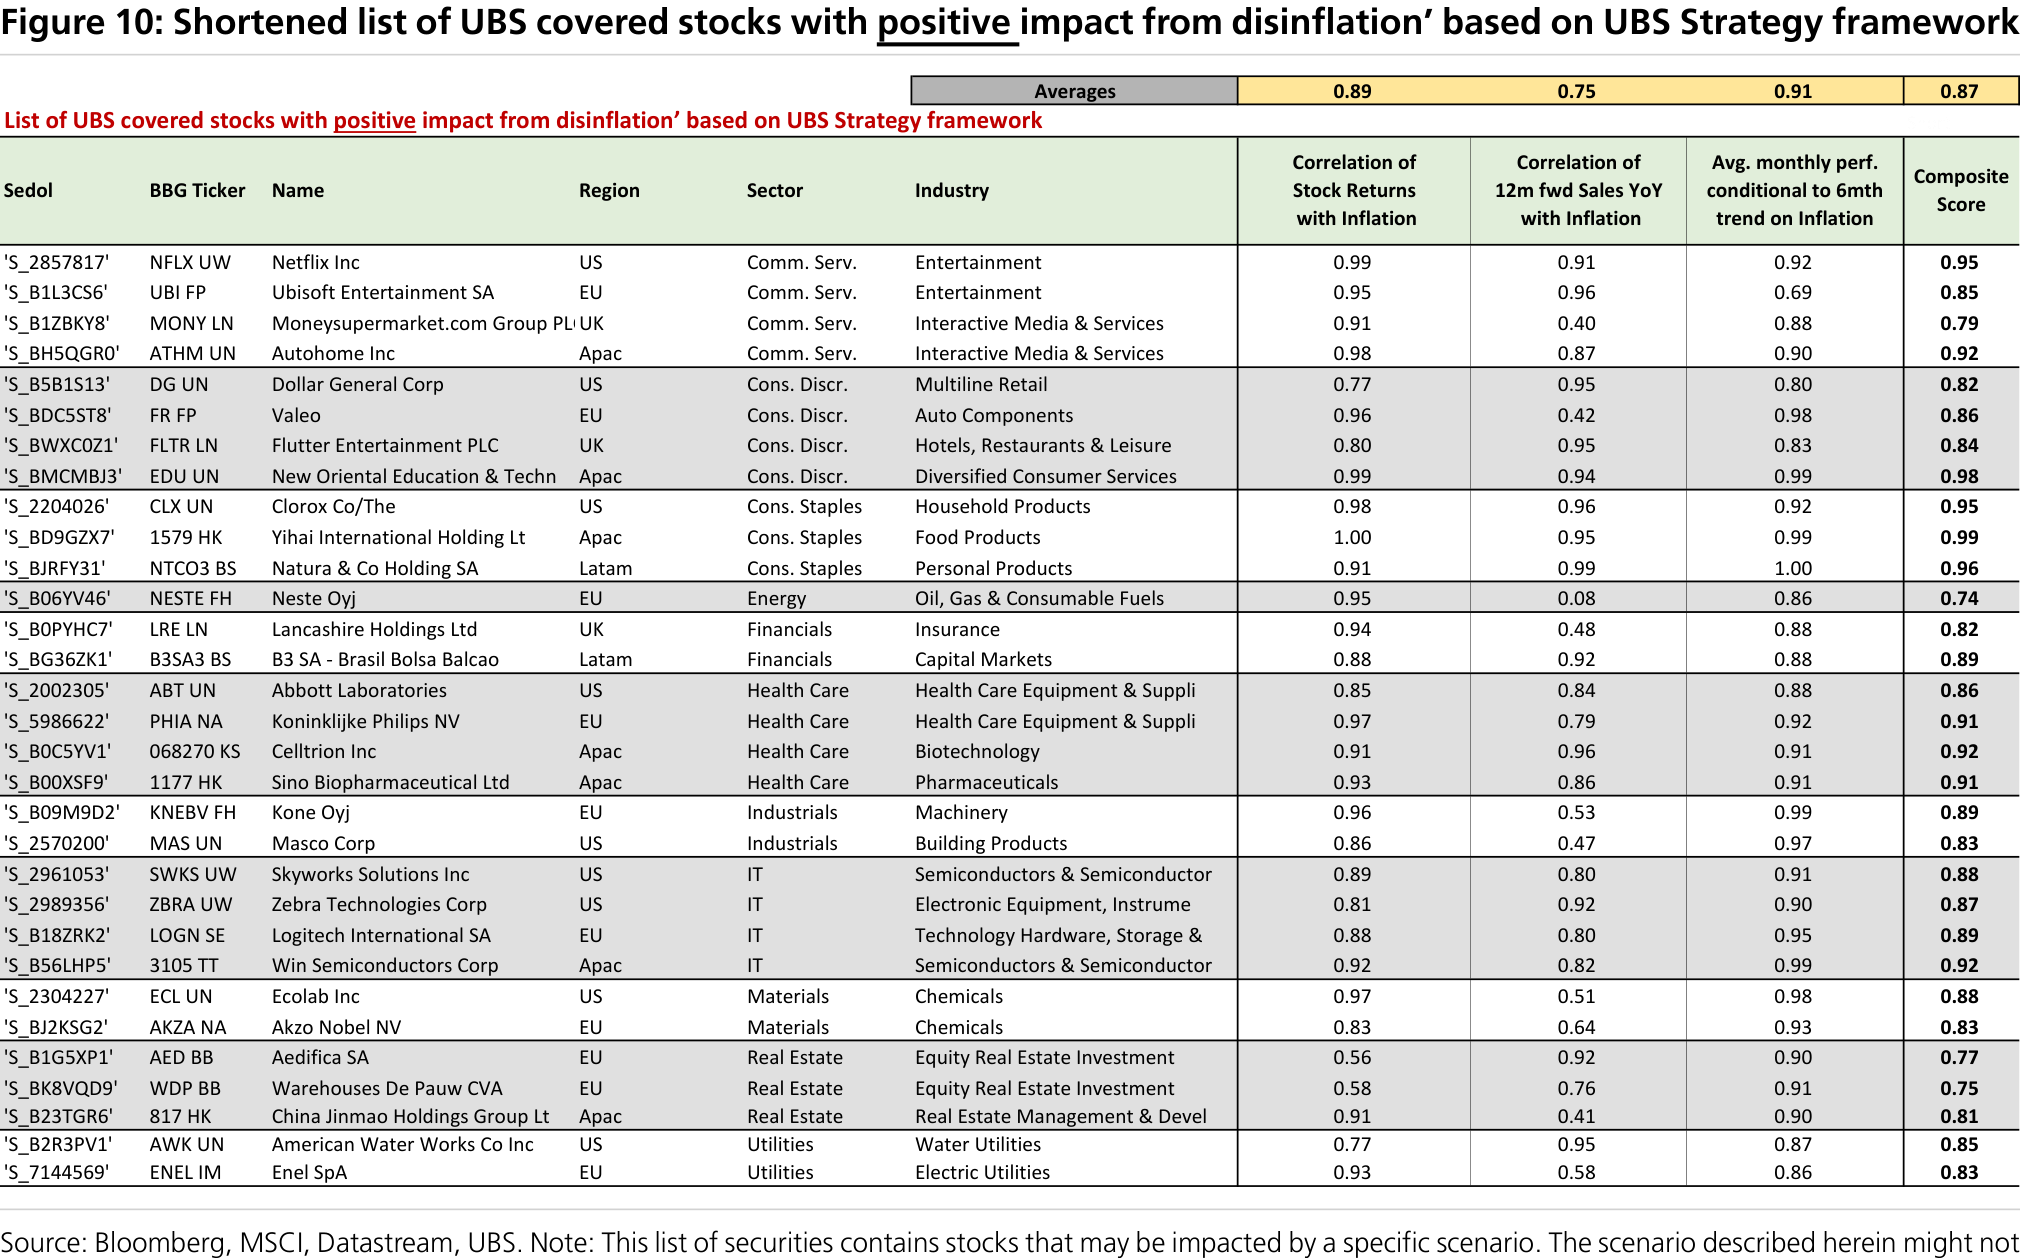 Figure 10: Shortened list of UBS covered stocks with positive impact from disinflation’ based on UBS Strategy framework
Averages 0.89 0.75 0.91 0.87
List of UBS covered stocks with positive impact from disinflation’ based on UBS Strategy framework
Sedol BBG Ticker Name Region Sector Industry Correlation of Stock Returns with Inflation Correlation of 12m fwd Sales YoY with Inflation Avg. monthly perf. conditional to 6mth trend on Inflation Composite Score
'S_2857817' NFLX UW Netflix Inc US Comm. Serv. Entertainment 0.99 0.91 0.92 0.95
'S_B1L3CS6' UBI FP Ubisoft Entertainment SA EU Comm. Serv. Entertainment 0.95 0.96 0.69 0.85
'S_B1ZBKY8' MONY LN Moneysupermarket.com Group PL UK Comm. Serv. Interactive Media & Services 0.91 0.40 0.88 0.79
'S_BH5QGR0' ATHM UN Autohome Inc Apac Comm. Serv. Interactive Media & Services 0.98 0.87 0.90 0.92
'S_B5B1S13' DG UN Dollar General Corp US Cons. Discr. Multiline Retail 0.77 0.95 0.80 0.82
'S_BDC5ST8' FR FP Valeo EU Cons. Discr. Auto Components 0.96 0.42 0.98 0.86
'S_BWXC0Z1' FLTR LN Flutter Entertainment PLC UK Cons. Discr. Hotels, Restaurants & Leisure 0.80 0.95 0.83 0.84
'S_BMCMBJ3' EDU UN New Oriental Education & Techn Apac Cons. Discr. Diversified Consumer Services 0.99 0.94 0.99 0.98
'S_2204026' CLX UN Clorox Co/The US Cons. Staples Household Products 0.98 0.96 0.92 0.95
'S_BD9GZX7' 1579 HK Yihai International Holding Lt Apac Cons. Staples Food Products 1.00 0.95 0.99 0.99
'S_BJRFY31' NTCO3 BS Natura & Co Holding SA Latam Cons. Staples Personal Products 0.91 0.99 1.00 0.96
'S_B06YV46' NESTE FH Neste Oyj EU Energy Oil, Gas & Consumable Fuels 0.95 0.08 0.86 0.74
'S_B0PYHC7' LRE LN Lancashire Holdings Ltd UK Financials Insurance 0.94 0.48 0.88 0.82
'S_BG36ZK1' B3SA3 BS B3 SA - Brasil Bolsa Balcao Latam Financials Capital Markets 0.88 0.92 0.88 0.89
'S_2002305' ABT UN Abbott Laboratories US Health Care Health Care Equipment & Suppli 0.85 0.84 0.88 0.86
'S_5986622' PHIA NA Koninklijke Philips NV EU Health Care Health Care Equipment & Suppli 0.97 0.79 0.92 0.91
'S_B0C5YV1' 068270 KS Celltrion Inc Apac Health Care Biotechnology 0.91 0.96 0.91 0.92
'S_B00XSF9' 1177 HK Sino Biopharmaceutical Ltd Apac Health Care Pharmaceuticals 0.93 0.86 0.91 0.91
'S_B09M9D2' KNEBV FH Kone Oyj EU Industrials Machinery 0.96 0.53 0.99 0.89
'S_2570200' MAS UN Masco Corp US Industrials Building Products 0.86 0.47 0.97 0.83
'S_2961053' SWKS UW Skyworks Solutions Inc US IT Semiconductors & Semiconductor 0.89 0.80 0.91 0.88
'S_2989356' ZBRA UW Zebra Technologies Corp US IT Electronic Equipment, Instrume 0.81 0.92 0.90 0.87
'S_B18ZRK2' LOGN SE Logitech International SA EU IT Technology Hardware, Storage & 0.88 0.80 0.95 0.89
'S_B56LHP5' 3105 TT Win Semiconductors Corp Apac IT Semiconductors & Semiconductor 0.92 0.82 0.99 0.92
'S_2304227' ECL UN Ecolab Inc US Materials Chemicals 0.97 0.51 0.98 0.88
'S_BJ2KSG2' AKZA NA Akzo Nobel NV EU Materials Chemicals 0.83 0.64 0.93 0.83
'S_B1G5XP1' AED BB Aedifica SA EU Real Estate Equity Real Estate Investment 0.56 0.92 0.90 0.77
'S_BK8VQD9' WDP BB Warehouses De Pauw CVA EU Real Estate Equity Real Estate Investment 0.58 0.76 0.91 0.75
'S_B23TGR6' 817 HK China Jinmao Holdings Group Lt Apac Real Estate Real Estate Management & Devel 0.91 0.41 0.90 0.81
'S_B2R3PV1' AWK UN American Water Works Co Inc US Utilities Water Utilities 0.77 0.95 0.87 0.85
'S_7144569' ENEL IM Enel SpA EU Utilities Electric Utilities 0.93 0.58 0.86 0.83
Source: Bloomberg, MSCI, Datastream, UBS. Note: This list of securities contains stocks that may be impacted by a specific scenario. The scenario described herein might not